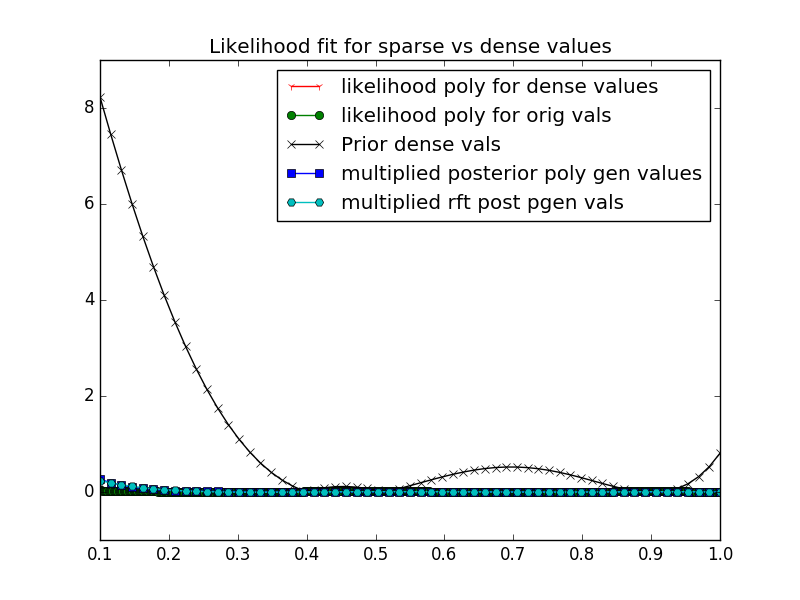 Likelihood fit for sparse vs dense values
likelihood poly for dense values
likelihood poly for orig vals
Prior dense vals
multiplied posterior poly gen values
multiplied rft post pgen vals
8
6
4
2
0
0.1 0.2 0.3 0.4 0.5 0.6 0.7 0.8 0.9 1.0